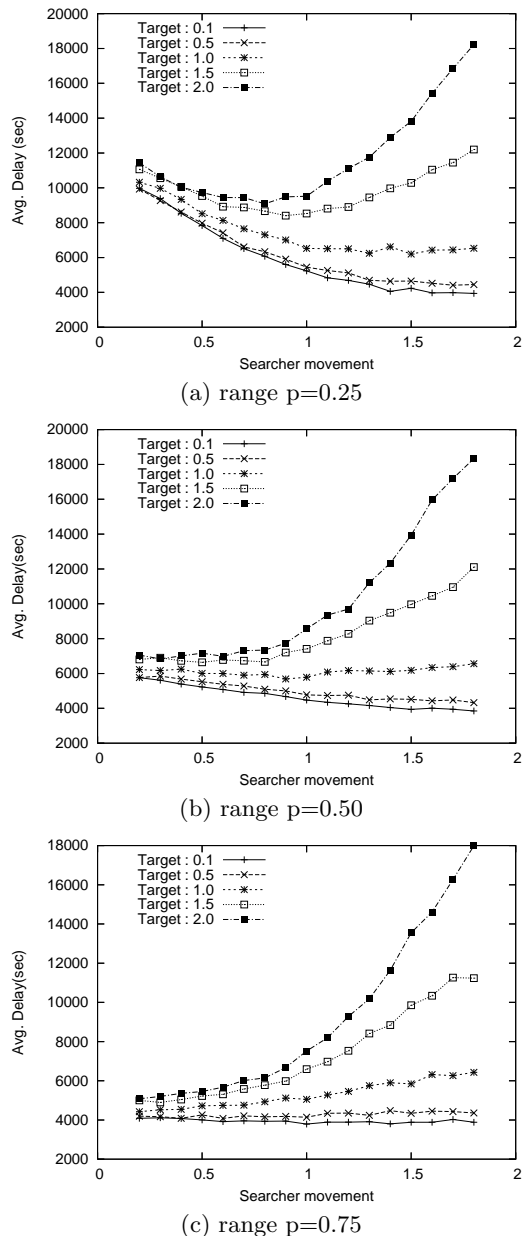 20000
18000
16000
14000
12000
10000
8000
6000
4000
2000
Avg. Delay (sec)
Target : 0.1
Target : 0.5
Target : 1.0
Target : 1.5
Target : 2.0
0 0.5 1 1.5 2
Searcher movement
(a) range p=0.25
20000
18000
16000
14000
12000
10000
8000
6000
4000
2000
Avg. Delay(sec)
Target : 0.1
Target : 0.5
Target : 1.0
Target : 1.5
Target : 2.0
0 0.5 1 1.5 2
Searcher movement
(b) range p=0.50
18000
16000
14000
12000
10000
8000
6000
4000
2000
Avg. Delay(sec)
Target : 0.1
Target : 0.5
Target : 1.0
Target : 1.5
Target : 2.0
0 0.5 1 1.5 2
Searcher movement
(c) range p=0.75